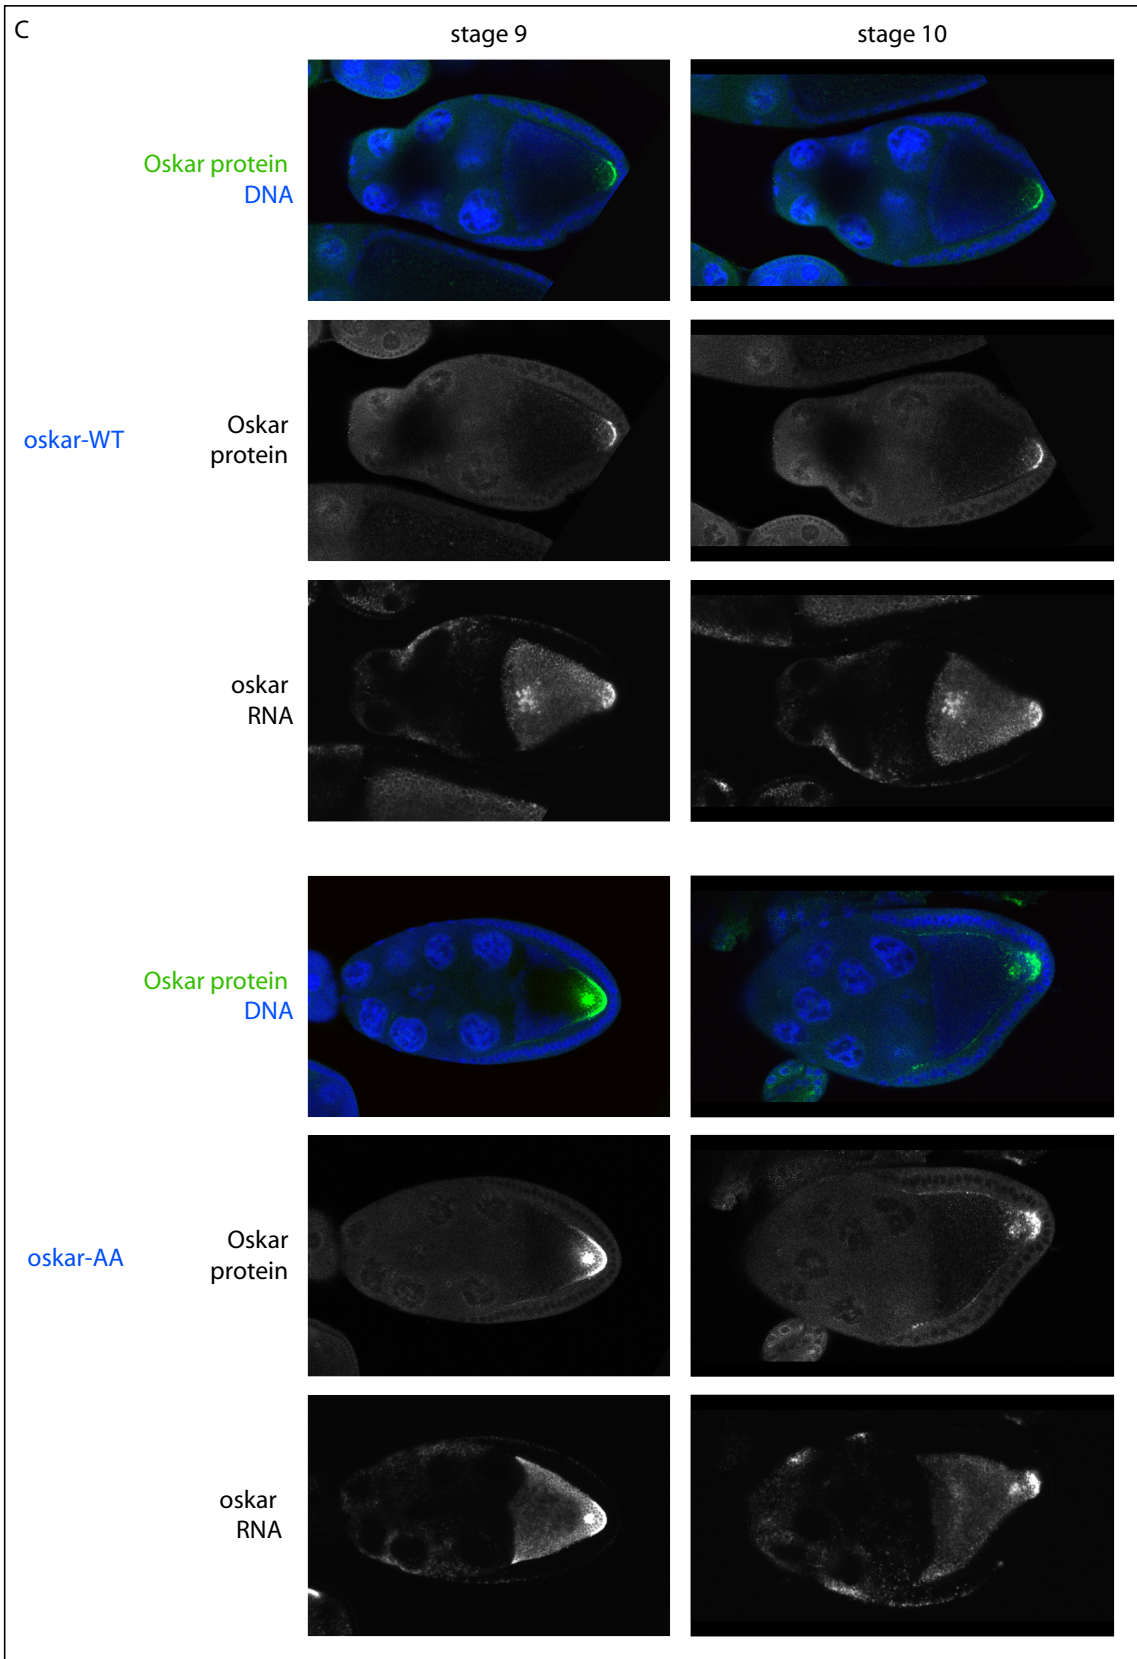 C
stage 9
stage 10
Oskar protein
DNA
oskar-WT
Oskar
protein
oskar
RNA
Oskar protein
DNA
oskar-AA
Oskar
protein
oskar
RNA